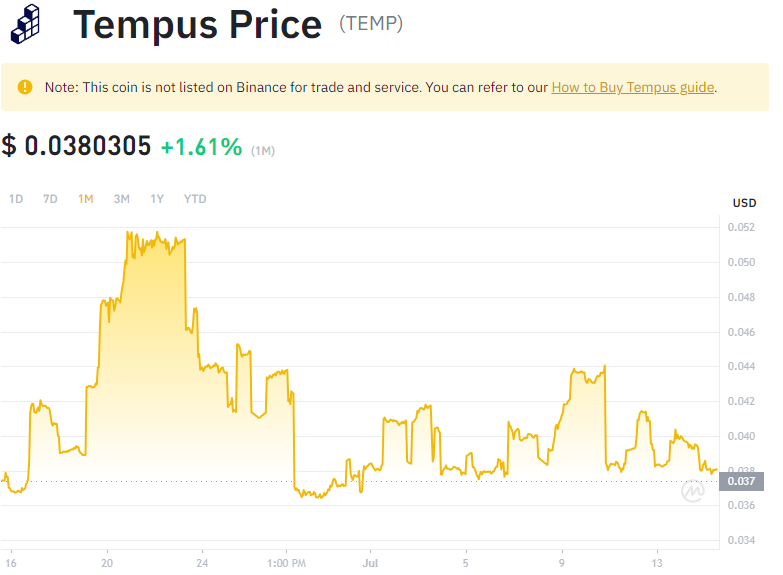 Tempus Price (TEMP)
Note: This coin is not listed on Binance for trade and service. You can refer to our How to Buy Tempus guide.
$ 0.0380305 +1.61% (1M)
1D 7D 1M 3M 1Y YTD
USD
0.052
0.050
0.048
0.046
0.044
0.042
0.040
0.038
0.037
0.036
0.034
16 20 24 1:00 PM Jul 5 9 13